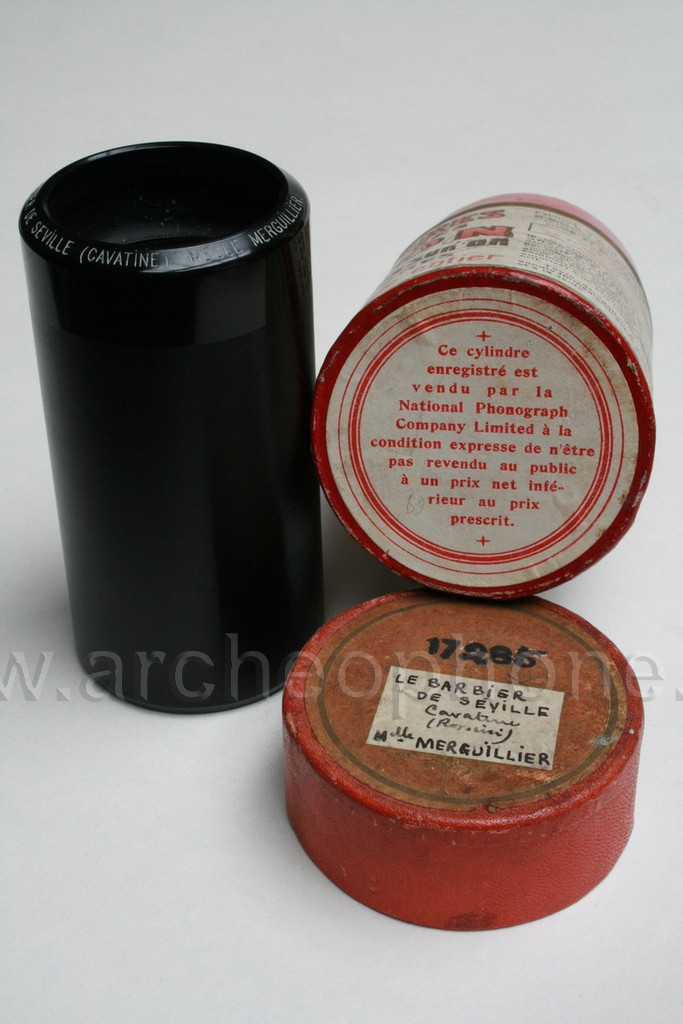 DE SEVILLE (CAVATINE) MELLE MERGUILLIER
Ce cylindre
enregistré est
vendu par la
National Phonograph
Company Limited à la
condition expresse de n'être
pas revendu au public
à un prix net infé-
rieur au prix
prescrit.
17285
LE BARBIER
DE SEVILLE
Cavatine
(Rossini)
Mlle MERGUILLIER
www.archeophone.